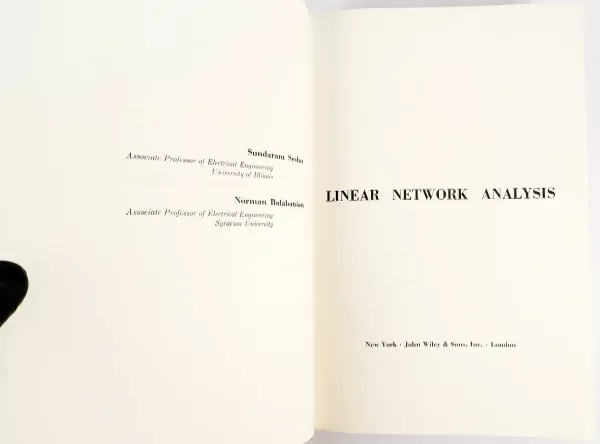 Sundaram Seshu
Associate Professor of Electrical Engineering
University of Illinois
Norman Balabanian
Associate Professor of Electrical Engineering
Syracuse University
LINEAR NETWORK ANALYSIS
New York · John Wiley & Sons, Inc. · London